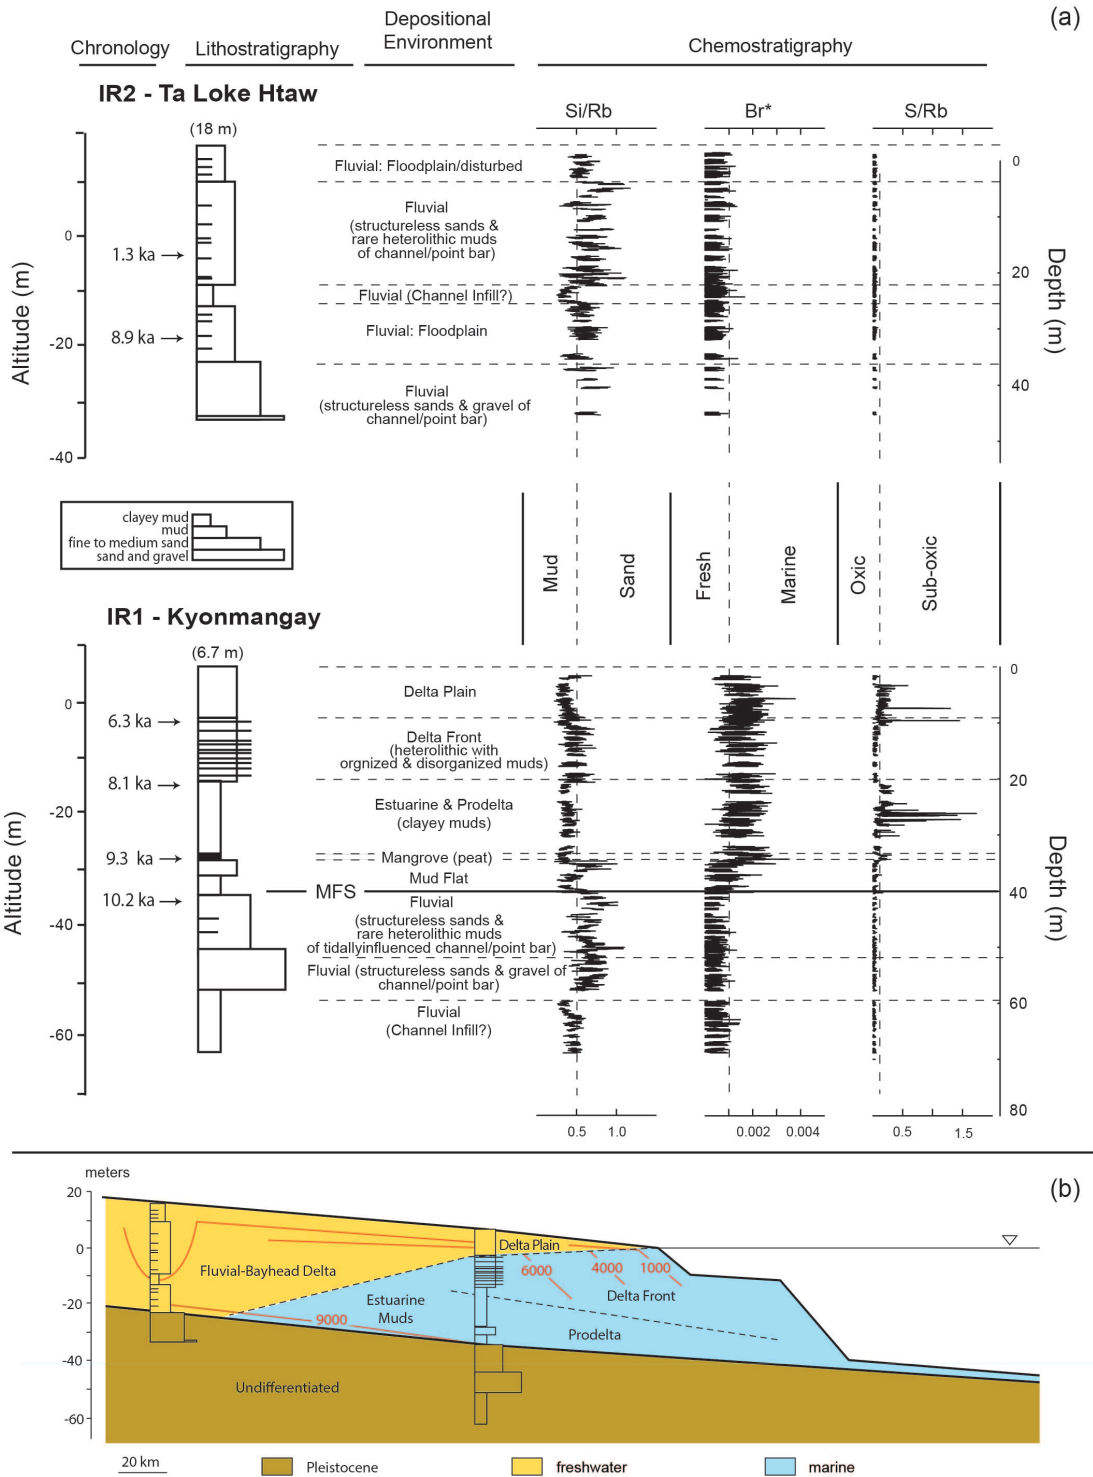 (a)
Chronology
Lithostratigraphy
Depositional
Environment
Chemostratigraphy
IR2 - Ta Loke Htaw
(18 m)
Si/Rb
Br*
S/Rb
Altitude (m)
0
-20
-40
1.3 ka
8.9 ka
Fluvial: Floodplain/disturbed
Fluvial
(structureless sands &
rare heterolithic muds
of channel/point bar)
Fluvial (Channel Infill?)
Fluvial: Floodplain
Fluvial
(structureless sands & gravel of
channel/point bar)
0
20
40
Depth (m)
clayey mud
mud
fine to medium sand
sand and gravel
Mud
Sand
Fresh
Marine
Oxic
Sub-oxic
IR1 - Kyonmangay
(6.7 m)
Altitude (m)
0
-20
-40
-60
6.3 ka
8.1 ka
9.3 ka
10.2 ka
Delta Plain
Delta Front
(heterolithic with
orgnized & disorganized muds)
Estuarine & Prodelta
(clayey muds)
Mangrove (peat)
Mud Flat
MFS
Fluvial
(structureless sands &
rare heterolithic muds
of tidallyinfluenced channel/point bar)
Fluvial (structureless sands & gravel of
channel/point bar)
Fluvial
(Channel Infill?)
0
20
40
60
80
Depth (m)
0.5 1.0
0.002 0.004
0.5 1.5
(b)
meters
20
0
-20
-40
-60
Delta Plain
Fluvial-Bayhead Delta
6000
4000
1000
Delta Front
Estuarine
Muds
9000
Prodelta
Undifferentiated
20 km
Pleistocene
freshwater
marine